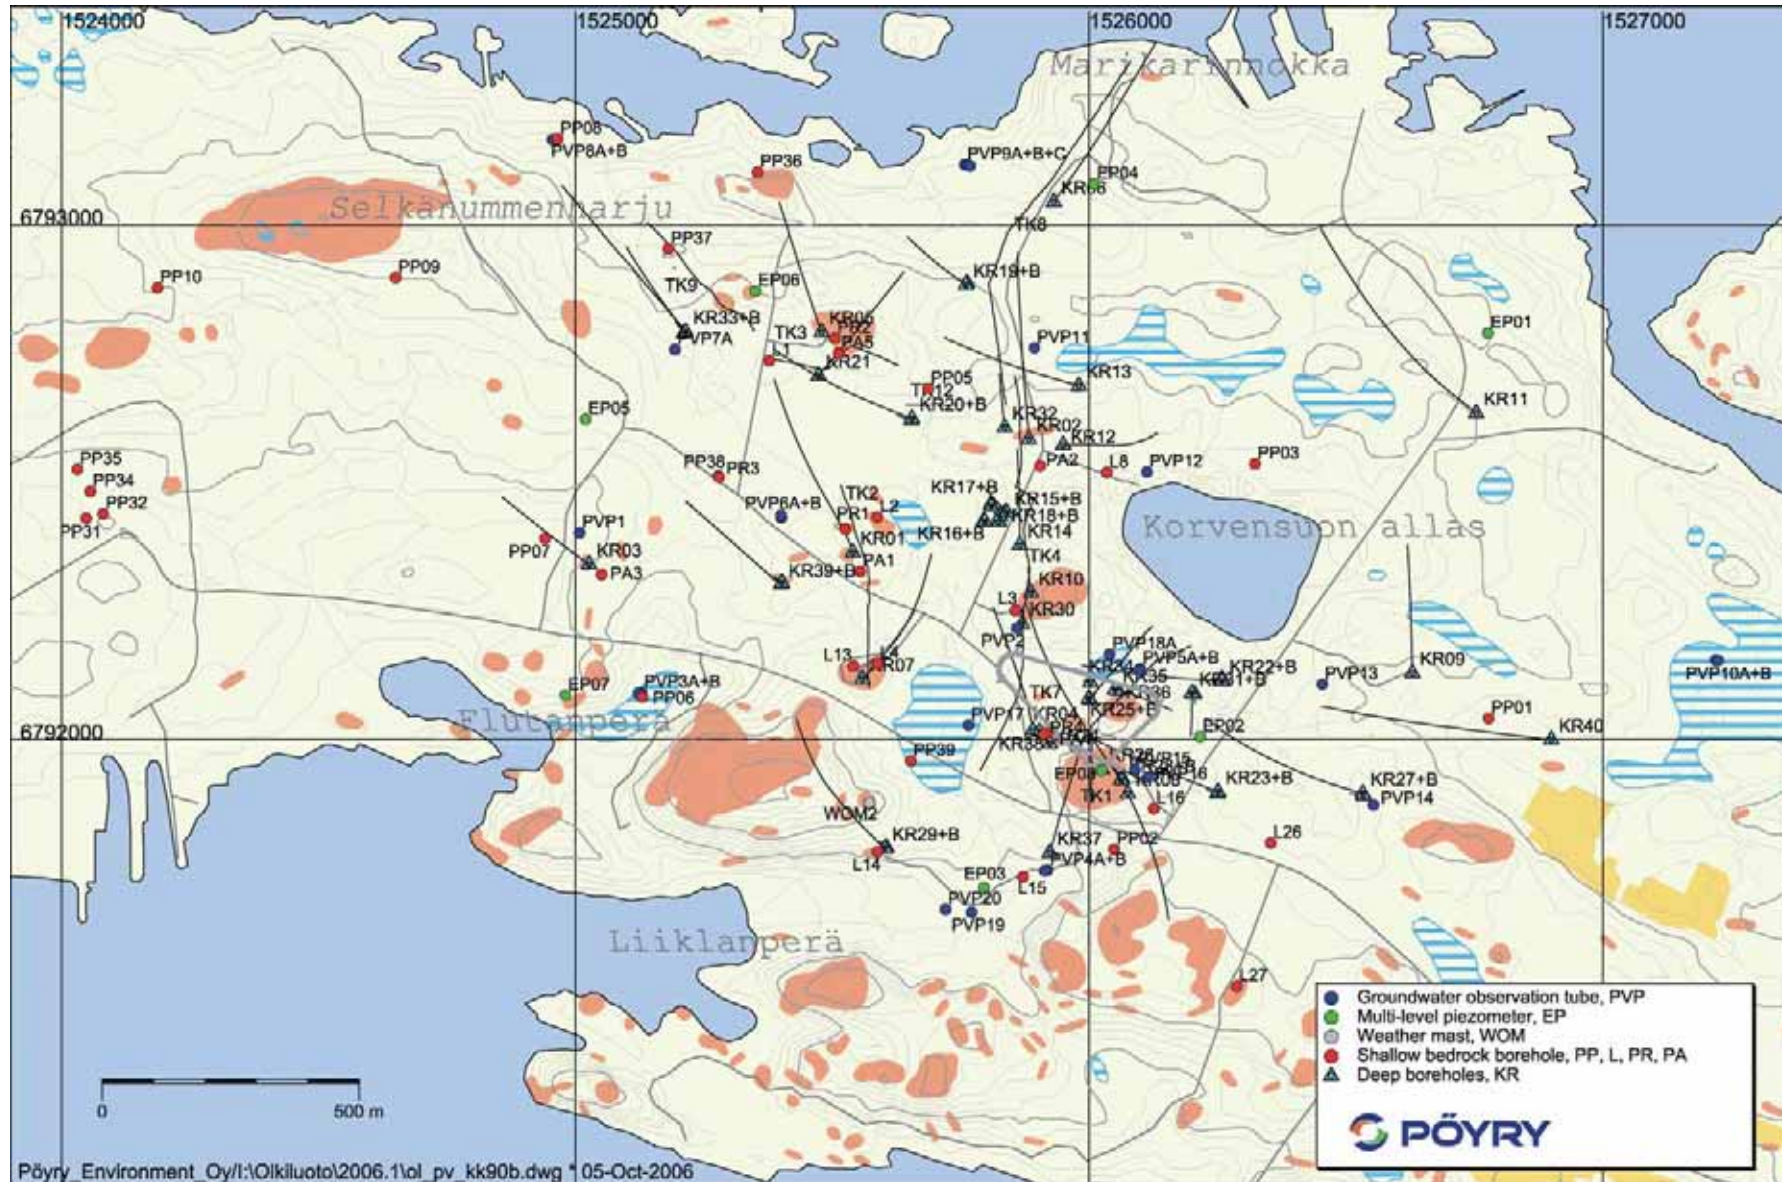 1524000
1525000
1526000
1527000
Marikarinnokka
PP08
PVP8A+B
PP36
PVP9A+B+C
EP04
Selkänummenharju
6793000
TK8
PP37
PP10
PP09
TK9
EP06
KR19+B
KR33+B
TK3
KR05
PVP11
EP01
L1
PA5
KR21
KR13
PP05
KR20+B
KR11
EP05
KR32
KR02
KR12
PP35
PP34
PP32
PP31
PP38
PR3
PA2
L8
PVP12
PP03
PVP6A+B
TK2
L2
PR1
KR17+B
KR15+B
KR18+B
KR16+B
KR14
Korvensuon allas
PVP1
PP07
KR03
PA3
KR01
PA1
KR39+B
TK4
KR10
L3
KR30
PVP2
PVP18A
PVP5A+B
L13
L4
KR34
KR35
KR22+B
PVP13
KR09
PVP10A+B
EP07
PVP3A+B
PP06
TK7
KR25+B
PP01
Flutanperä
PVP17
KR04
EP02
KR40
6792000
PP39
KR38
TK1
L16
KR23+B
KR27+B
PVP14
WOM2
KR29+B
L14
KR37
PP02
L26
PVP4A+B
EP03
L15
PVP20
PVP19
Liiklanperä
L27
Groundwater observation tube, PVP
Multi-level piezometer, EP
Weather mast, WOM
Shallow bedrock borehole, PP, L, PR, PA
Deep boreholes, KR
PÖYRY
0
500 m
Pöyry_Environment_Oy/I:\Olkiluoto\2006.1\ol_pv_kk90b.dwg * 05-Oct-2006